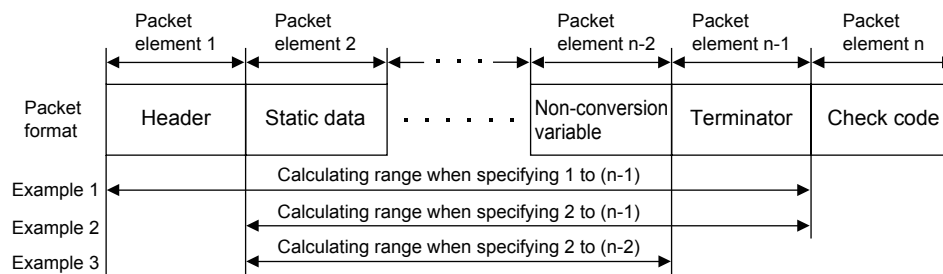 Packet element 1
Packet element 2
Packet element n-2
Packet element n-1
Packet element n
Packet format
Header
Static data
Non-conversion variable
Terminator
Check code
Example 1
Calculating range when specifying 1 to (n-1)
Example 2
Calculating range when specifying 2 to (n-1)
Example 3
Calculating range when specifying 2 to (n-2)